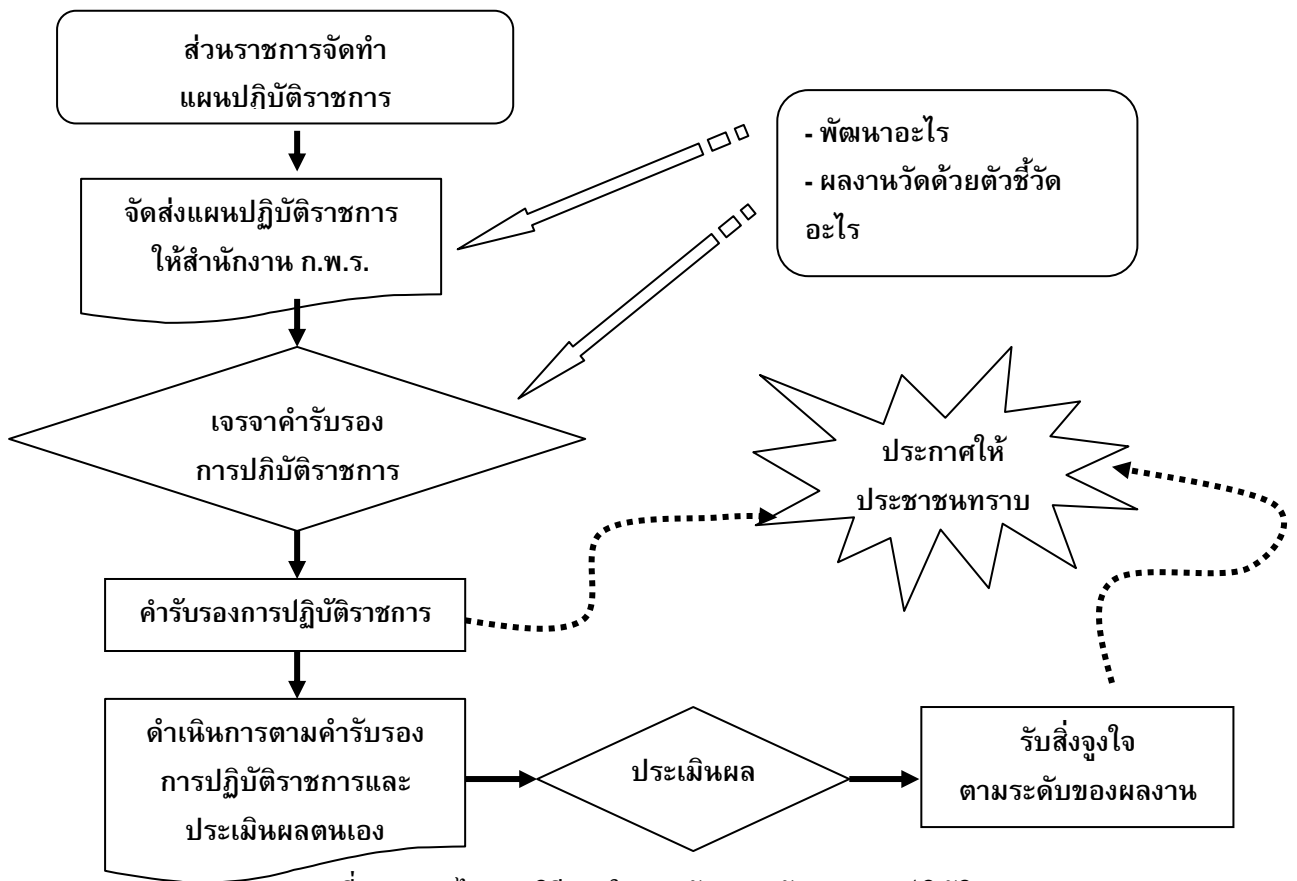 ส่วนราชการจัดทำ
แผนปฏิบัติราชการ
- พัฒนาอะไร
- ผลงานวัดด้วยตัวชี้วัด
อะไร
จัดส่งแผนปฏิบัติราชการ
ให้สำนักงาน ก.พ.ร.
เจรจาคำรับรอง
การปภิบัติราชการ
ประกาศให้
ประชาชนทราบ
คำรับรองการปฏิบัติราชการ
ดำเนินการตามคำรับรอง
การปฏิบัติราชการและ
ประเมินผลตนเอง
ประเมินผล
รับสิ่งจูงใจ
ตามระดับของผลงาน